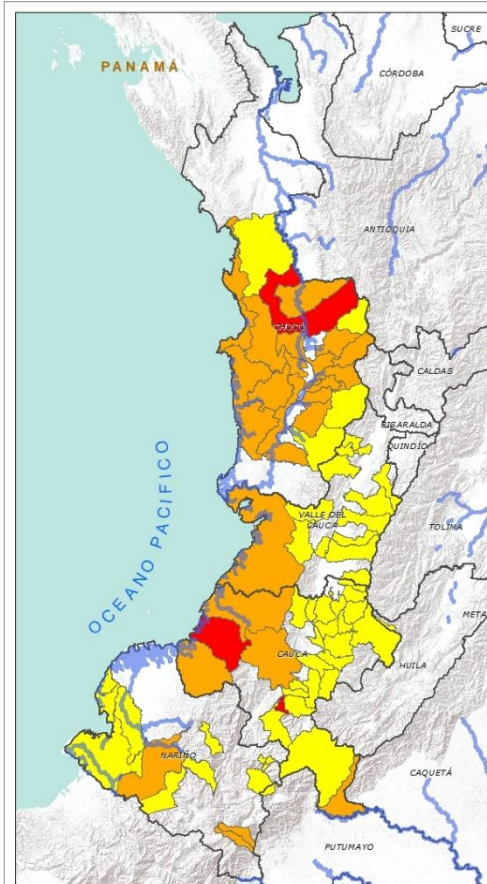 SUCRE
PANAMÁ
CÓRDOBA
ANTIOQUIA
CHOCÓ
CALDAS
RISARALDA
QUINDÍO
OCEANO PACÍFICO
VALLE DEL
CAUCA
TOLIMA
META
CAUCA
HUILA
NARIÑO
CAQUETÁ
PUTUMAYO